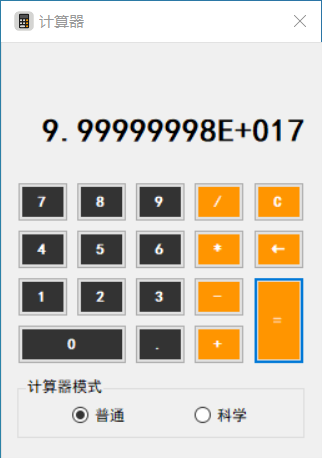 计算器
9.99999998E+017
7 8 9 / C
4 5 6 * ←
1 2 3 -
0 . + =
计算器模式
普通 科学